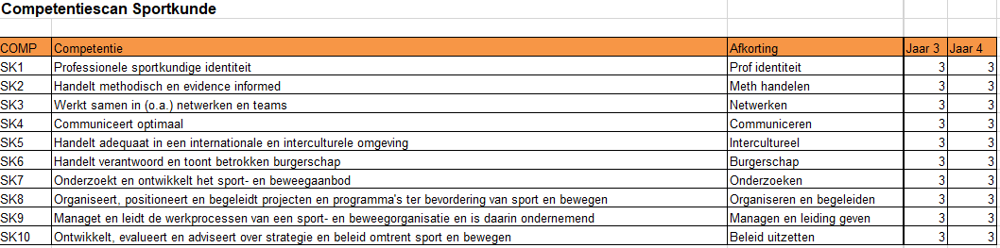 Competentiescan Sportkunde
COMP Competentie Afkorting Jaar 3 Jaar 4
SK1 Professionele sportkundige identiteit Prof identiteit 3 3
SK2 Handelt methodisch en evidence informed Meth handelen 3 3
SK3 Werkt samen in (o.a.) netwerken en teams Netwerken 3 3
SK4 Communiceert optimaal Communiceren 3 3
SK5 Handelt adequaat in een internationale en interculturele omgeving Intercultureel 3 3
SK6 Handelt verantwoord en toont betrokken burgerschap Burgerschap 3 3
SK7 Onderzoekt en ontwikkelt het sport- en beweegaanbod Onderzoeken 3 3
SK8 Organiseert, positioneert en begeleidt projecten en programma's ter bevordering van sport en bewegen Organiseren en begeleiden 3 3
SK9 Managet en leidt de werkprocessen van een sport- en beweegorganisatie en is daarin ondernemend Managen en leiding geven 3 3
SK10 Ontwikkelt, evalueert en adviseert over strategie en beleid omtrent sport en bewegen Beleid uitzetten 3 3